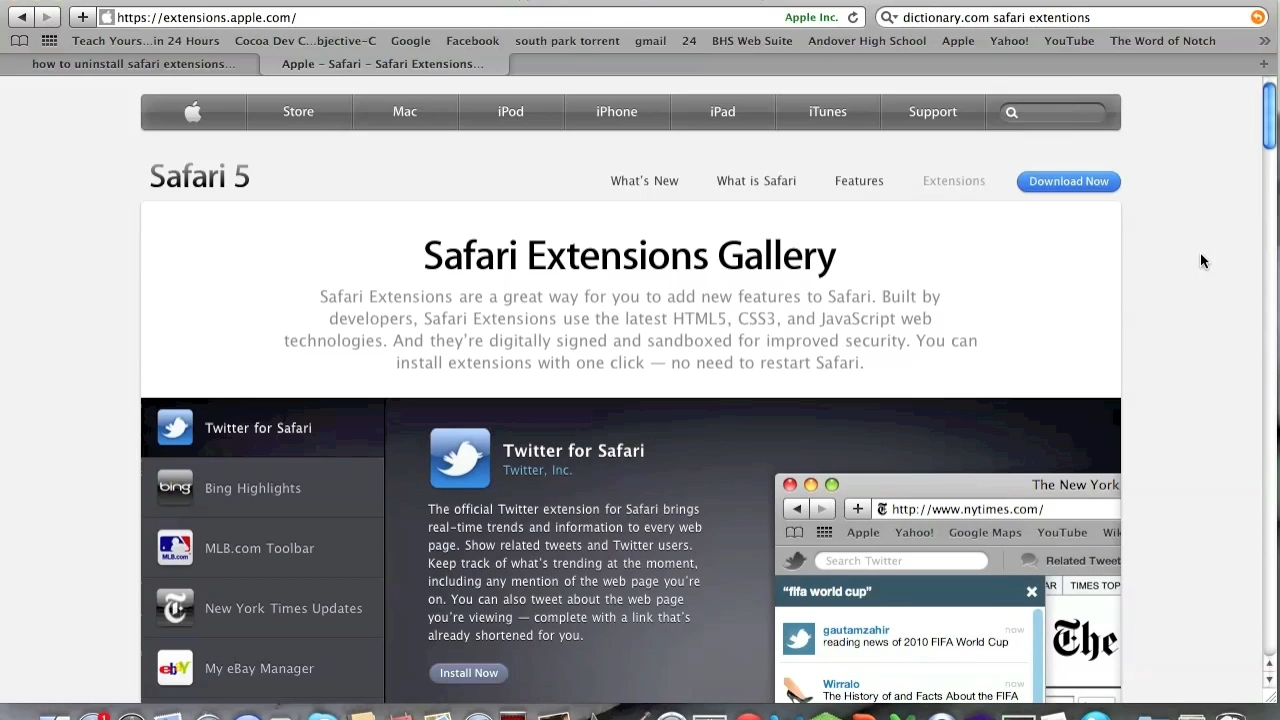 https://extensions.apple.com/
Apple Inc.
dictionary.com safari extentions
Teach Yours...in 24 Hours
Cocoa Dev C...bjective-C
Google
Facebook
south park torrent
gmail
24
BHS Web Suite
Andover High School
Apple
Yahoo!
YouTube
The Word of Notch
how to uninstall safari extensions...
Apple – Safari – Safari Extensions...
Store
Mac
iPod
iPhone
iPad
iTunes
Support
Safari 5
What's New
What is Safari
Features
Extensions
Download Now
Safari Extensions Gallery
Safari Extensions are a great way for you to add new features to Safari. Built by
developers, Safari Extensions use the latest HTML5, CSS3, and JavaScript web
technologies. And they're digitally signed and sandboxed for improved security. You can
install extensions with one click — no need to restart Safari.
Twitter for Safari
bing
Bing Highlights
MLB.com
MLB.com Toolbar
New York Times Updates
ebY
My eBay Manager
Twitter for Safari
Twitter, Inc.
The official Twitter extension for Safari brings
real-time trends and information to every web
page. Show related tweets and Twitter users.
Keep track of what's trending at the moment,
including any mention of the web page you're
on. You can also tweet about the web page
you're viewing — complete with a link that's
already shortened for you.
Install Now
The New York
http://www.nytimes.com/
Apple
Yahoo!
Google Maps
YouTube
Wik
Search Twitter
Related Tweet
"fifa world cup"
AR
TIMES TOP
gautamzahir
now
reading news of 2010 FIFA World Cup
The
Wirralo
now
The History of and Facts About the FIFA